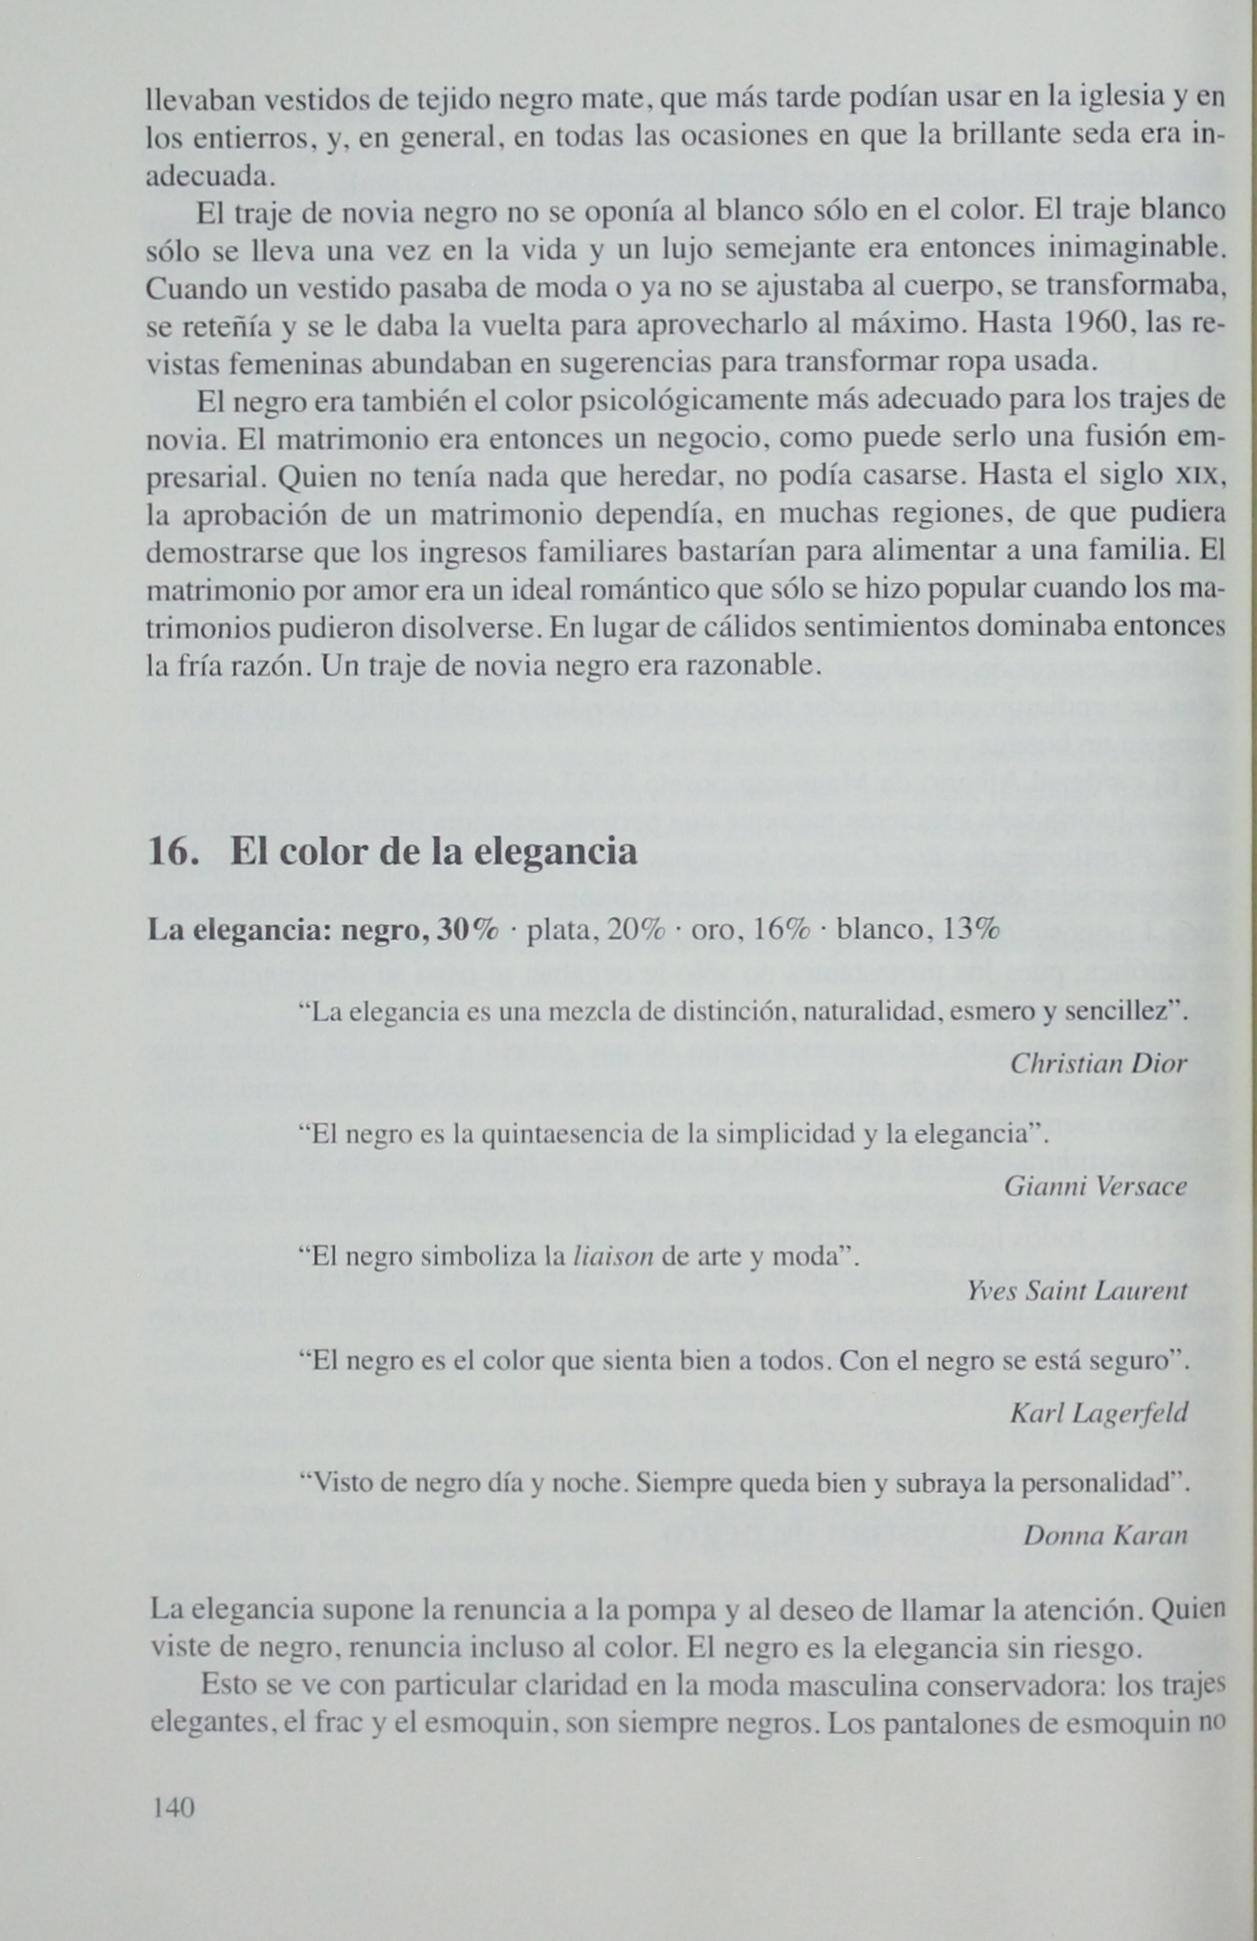 llevaban vestidos de tejido negro mate, que más tarde podían usar en la iglesia y en
los entierros, y, en general, en todas las ocasiones en que la brillante seda era in-
adecuada.
El traje de novia negro no se oponía al blanco sólo en el color. El traje blanco
sólo se lleva una vez en la vida y un lujo semejante era entonces inimaginable.
Cuando un vestido pasaba de moda o ya no se ajustaba al cuerpo, se transformaba,
se reteñía y se le daba la vuelta para aprovecharlo al máximo. Hasta 1960, las re-
vistas femeninas abundaban en sugerencias para transformar ropa usada.
El negro era también el color psicológicamente más adecuado para los trajes de
novia. El matrimonio era entonces un negocio, como puede serlo una fusión em-
presarial. Quien no tenía nada que heredar, no podía casarse. Hasta el siglo XIX,
la aprobación de un matrimonio dependía, en muchas regiones, de que pudiera
demostrarse que los ingresos familiares bastarían para alimentar a una familia. El
matrimonio por amor era un ideal romántico que sólo se hizo popular cuando los ma-
trimonios pudieron disolverse. En lugar de cálidos sentimientos dominaba entonces
la fría razón. Un traje de novia negro era razonable.
16. El color de la elegancia
La elegancia: negro, 30% · plata, 20% · oro, 16% · blanco, 13%
“La elegancia es una mezcla de distinción, naturalidad, esmero y sencillez”.
Christian Dior
“El negro es la quintaesencia de la simplicidad y la elegancia”.
Gianni Versace
“El negro simboliza la liaison de arte y moda”.
Yves Saint Laurent
“El negro es el color que sienta bien a todos. Con el negro se está seguro”.
Karl Lagerfeld
“Visto de negro día y noche. Siempre queda bien y subraya la personalidad”.
Donna Karan
La elegancia supone la renuncia a la pompa y al deseo de llamar la atención. Quien
viste de negro, renuncia incluso al color. El negro es la elegancia sin riesgo.
Esto se ve con particular claridad en la moda masculina conservadora: los trajes
elegantes, el frac y el esmoquin, son siempre negros. Los pantalones de esmoquin no
140